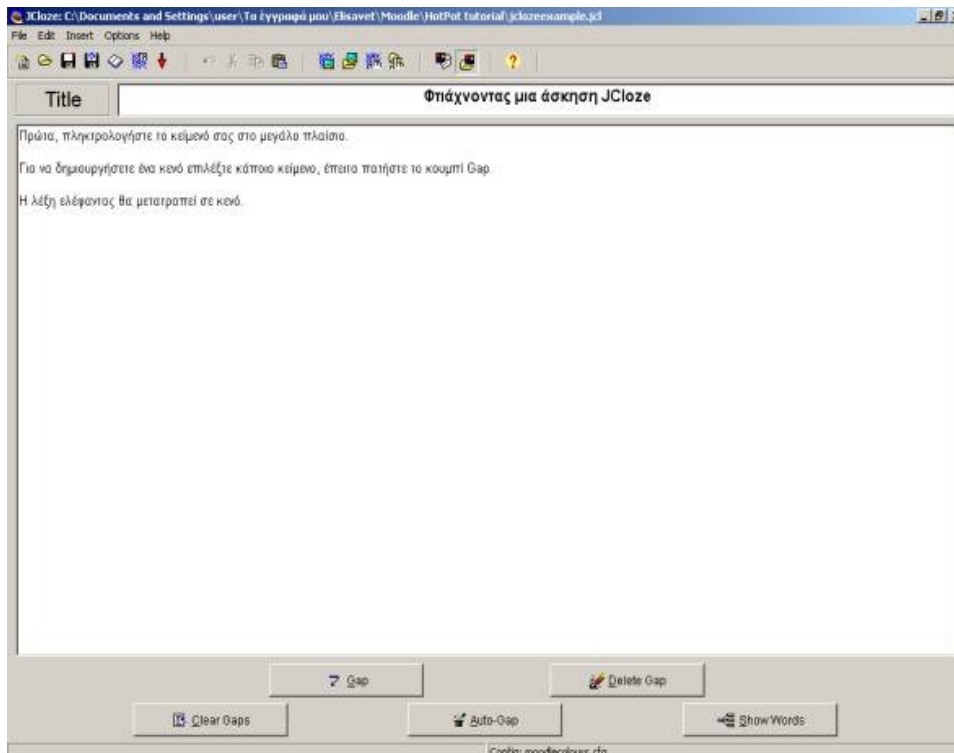 JCloze: C:\Documents and Settings\user\Τα έγγραφά μου\Elisavet\Moodle\HotPot tutorial\jclozeexample.jcl
File Edit Insert Options Help
Title
Φτιάχνοντας μια άσκηση JCloze
Πρώτα, πληκτρολογήστε το κείμενό σας στο μεγάλο πλαίσιο.
Για να δημιουργήσετε ένα κενό επιλέξτε κάποιο κείμενο, έπειτα πατήστε το κουμπί Gap.
Η λέξη ελέφαντας θα μετατραπεί σε κενό.
Gap
Delete Gap
Clear Gaps
Auto-Gap
Show Words
Config: moodlecolours.cfg